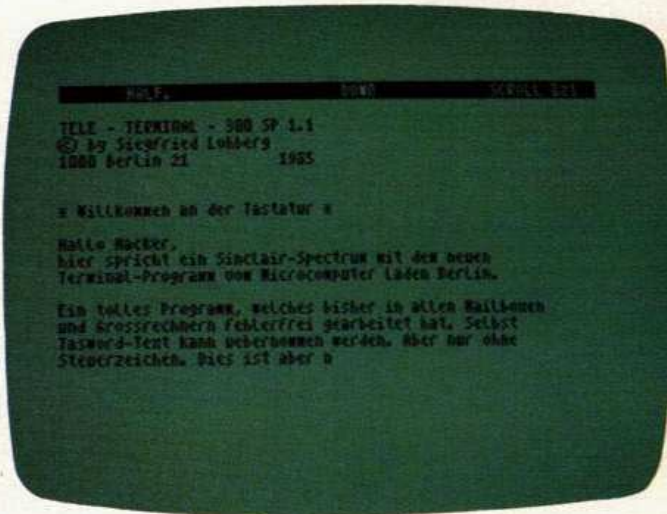 HALF. DOWO SCROLL 1:1
TELE - TERMINAL - 300 SP 1.1
© by Siegfried Lohberg
1000 Berlin 21 1985
Willkommen an der Tastatur
Hallo Hacker,
hier spricht ein Sinclair-Spectrum mit dem neuen
Terminal-Programm vom Microcomputer Laden Berlin.
Ein tolles Programm, welches bisher in allen Mailboxen
und Grossrechnern fehlerfrei gearbeitet hat. Selbst
Tasword-Text kann uebernommen werden. Aber nur ohne
Steuerzeichen. Dies ist aber n